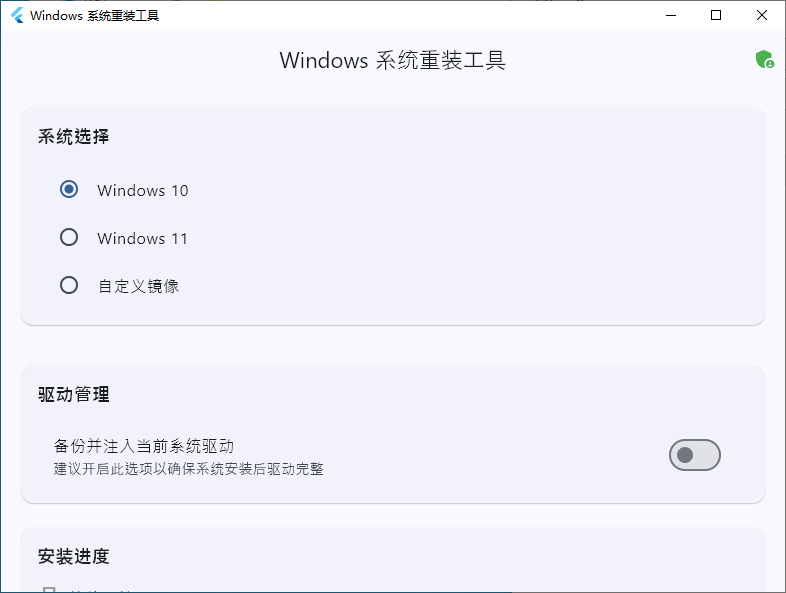 Windows 系统重装工具
Windows 系统重装工具
系统选择
Windows 10
Windows 11
自定义镜像
驱动管理
备份并注入当前系统驱动
建议开启此选项以确保系统安装后驱动完整
安装进度